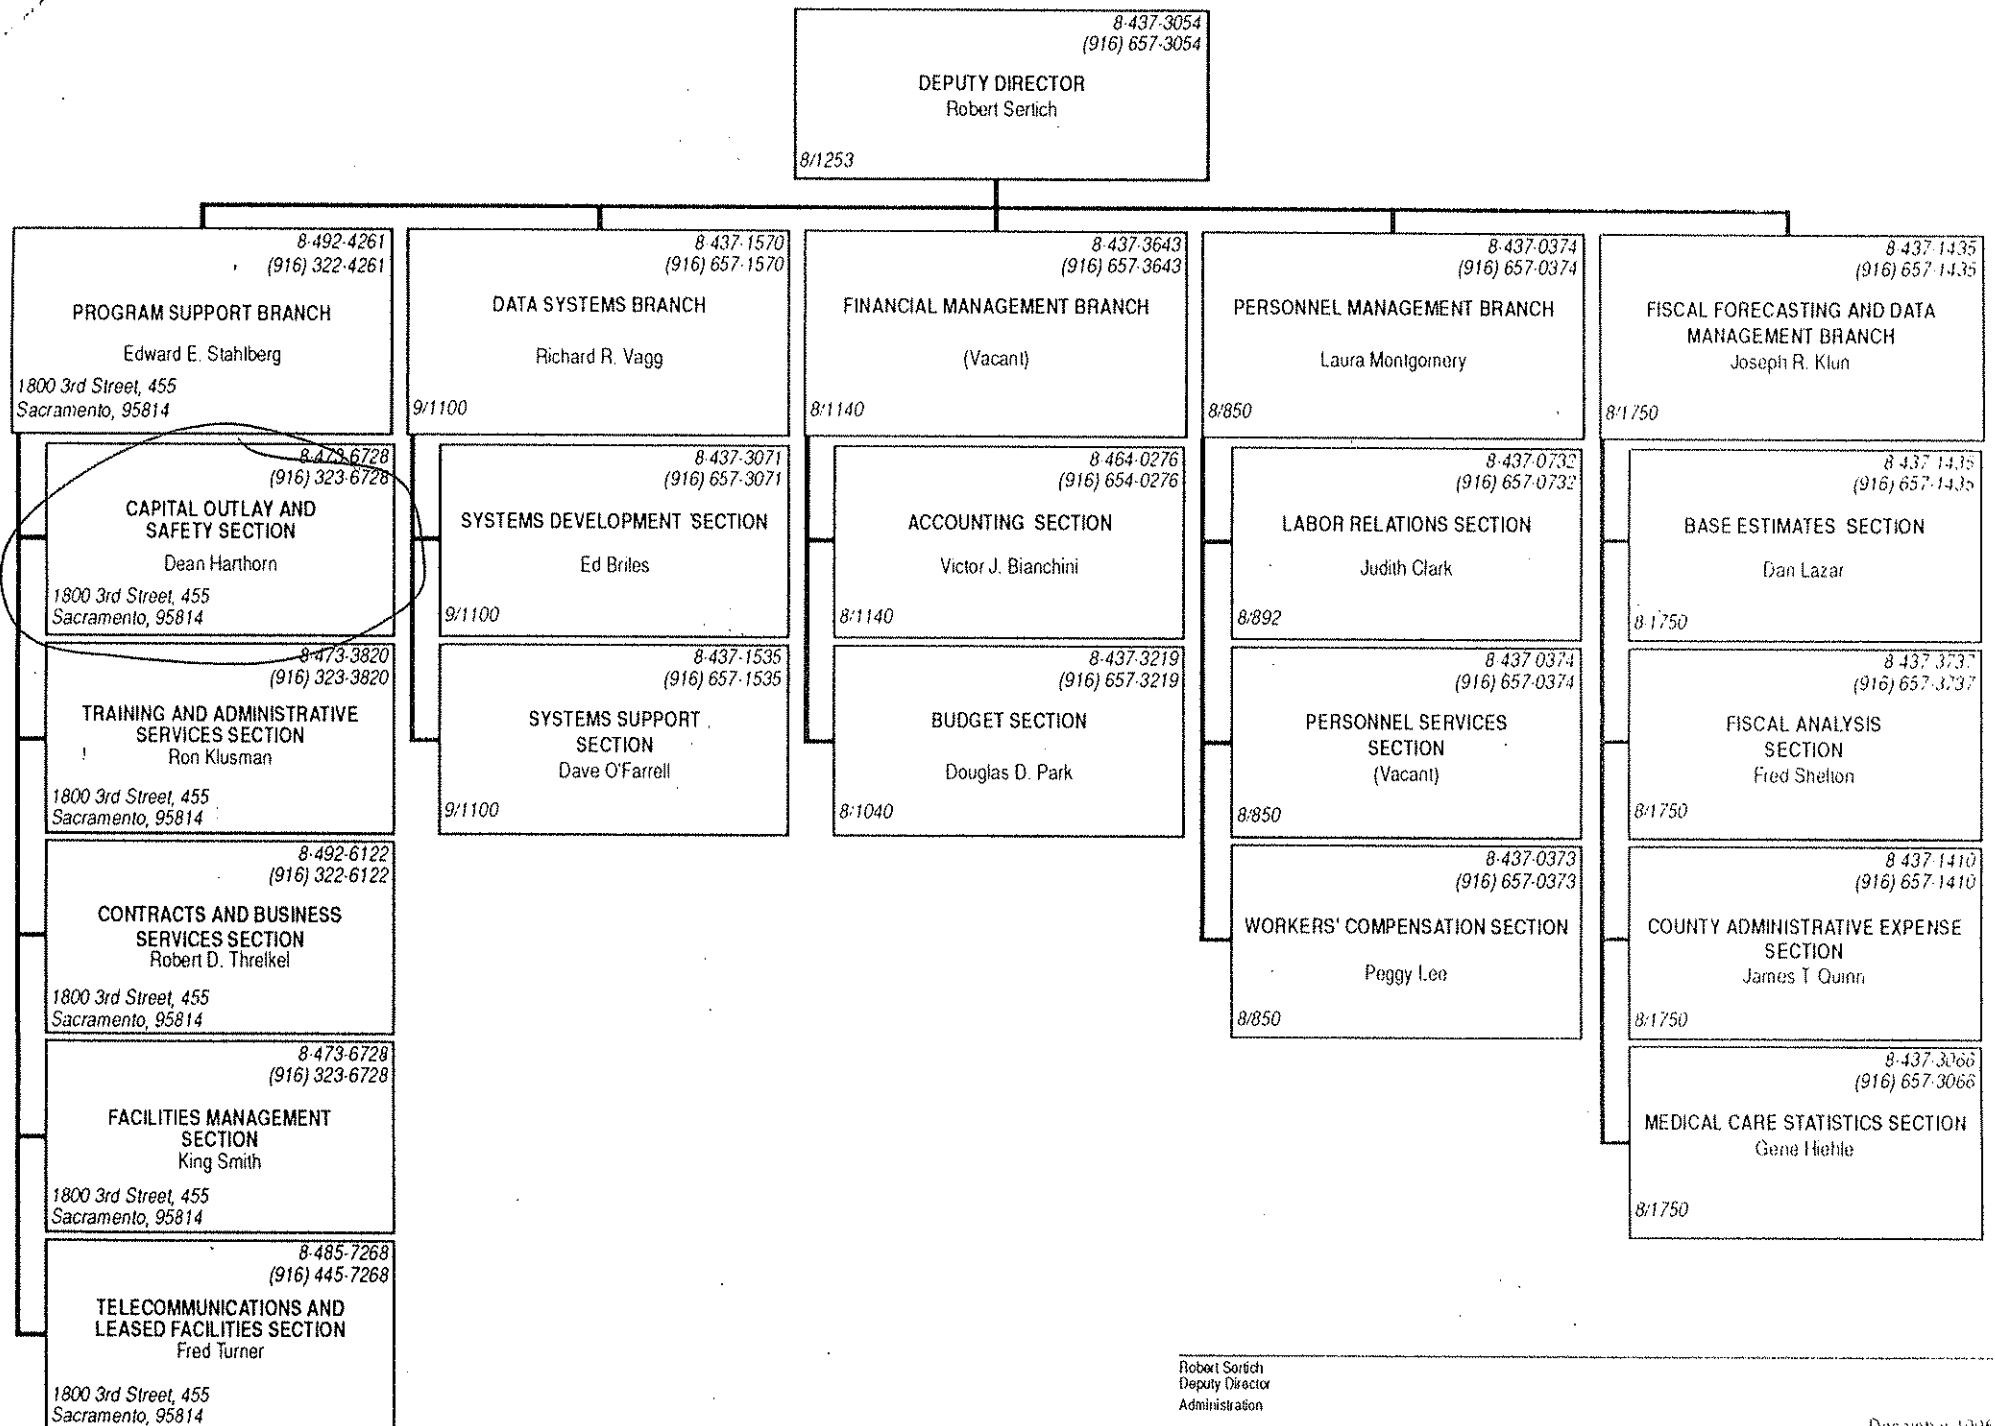 8-437-3054
(916) 657-3054
DEPUTY DIRECTOR
Robert Sertich
8/1253
8-492-4261
(916) 322-4261
PROGRAM SUPPORT BRANCH
Edward E. Stahlberg
1800 3rd Street, 455
Sacramento, 95814
8-473-6728
(916) 323-6728
CAPITAL OUTLAY AND
SAFETY SECTION
Dean Harthorn
1800 3rd Street, 455
Sacramento, 95814
8-473-3820
(916) 323-3820
TRAINING AND ADMINISTRATIVE
SERVICES SECTION
Ron Klusman
1800 3rd Street, 455
Sacramento, 95814
8-492-6122
(916) 322-6122
CONTRACTS AND BUSINESS
SERVICES SECTION
Robert D. Threlkel
1800 3rd Street, 455
Sacramento, 95814
8-473-6728
(916) 323-6728
FACILITIES MANAGEMENT
SECTION
King Smith
1800 3rd Street, 455
Sacramento, 95814
8-485-7268
(916) 445-7268
TELECOMMUNICATIONS AND
LEASED FACILITIES SECTION
Fred Turner
1800 3rd Street, 455
Sacramento, 95814
8-437-1570
(916) 657-1570
DATA SYSTEMS BRANCH
Richard R. Vagg
9/1100
8-437-3071
(916) 657-3071
SYSTEMS DEVELOPMENT SECTION
Ed Briles
9/1100
8-437-1535
(916) 657-1535
SYSTEMS SUPPORT
SECTION
Dave O'Farrell
9/1100
8-437-3643
(916) 657-3643
FINANCIAL MANAGEMENT BRANCH
(Vacant)
8/1140
8-464-0276
(916) 654-0276
ACCOUNTING SECTION
Victor J. Bianchini
8/1140
8-437-3219
(916) 657-3219
BUDGET SECTION
Douglas D. Park
8/1040
8-437-0374
(916) 657-0374
PERSONNEL MANAGEMENT BRANCH
Laura Montgomery
8/850
8-437-0732
(916) 657-0732
LABOR RELATIONS SECTION
Judith Clark
8/892
8-437-0374
(916) 657-0374
PERSONNEL SERVICES
SECTION
(Vacant)
8/850
8-437-0373
(916) 657-0373
WORKERS' COMPENSATION SECTION
Peggy Lee
8/850
8-437-1435
(916) 657-1435
FISCAL FORECASTING AND DATA
MANAGEMENT BRANCH
Joseph R. Klun
8/1750
8-437-1435
(916) 657-1435
BASE ESTIMATES SECTION
Dan Lazar
8-1750
8-437-3737
(916) 657-3737
FISCAL ANALYSIS
SECTION
Fred Shelton
8/1750
8-437-1410
(916) 657-1410
COUNTY ADMINISTRATIVE EXPENSE
SECTION
James T Quinn
8/1750
8-437-3066
(916) 657-3066
MEDICAL CARE STATISTICS SECTION
Gene Hiehle
8/1750
Robert Sertich
Deputy Director
Administration
December